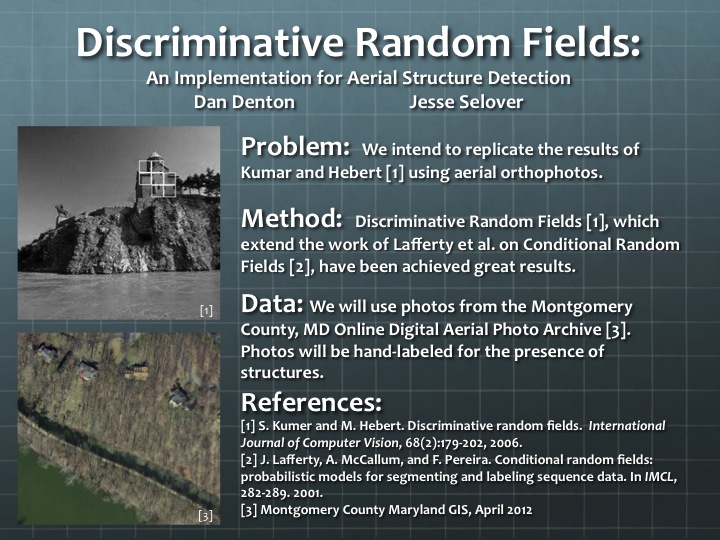 Discriminative Random Fields:
An Implementation for Aerial Structure Detection
Dan Denton Jesse Selover
Problem: We intend to replicate the results of
Kumar and Hebert [1] using aerial orthophotos.
Method: Discriminative Random Fields [1], which
extend the work of Lafferty et al. on Conditional Random
Fields [2], have been achieved great results.
[1]
Data: We will use photos from the Montgomery
County, MD Online Digital Aerial Photo Archive [3].
Photos will be hand-labeled for the presence of
structures.
References:
[1] S. Kumer and M. Hebert. Discriminative random fields. International
Journal of Computer Vision, 68(2):179-202, 2006.
[2] J. Lafferty, A. McCallum, and F. Pereira. Conditional random fields:
probabilistic models for segmenting and labeling sequence data. In IMCL,
282-289. 2001.
[3] Montgomery County Maryland GIS, April 2012
[3]